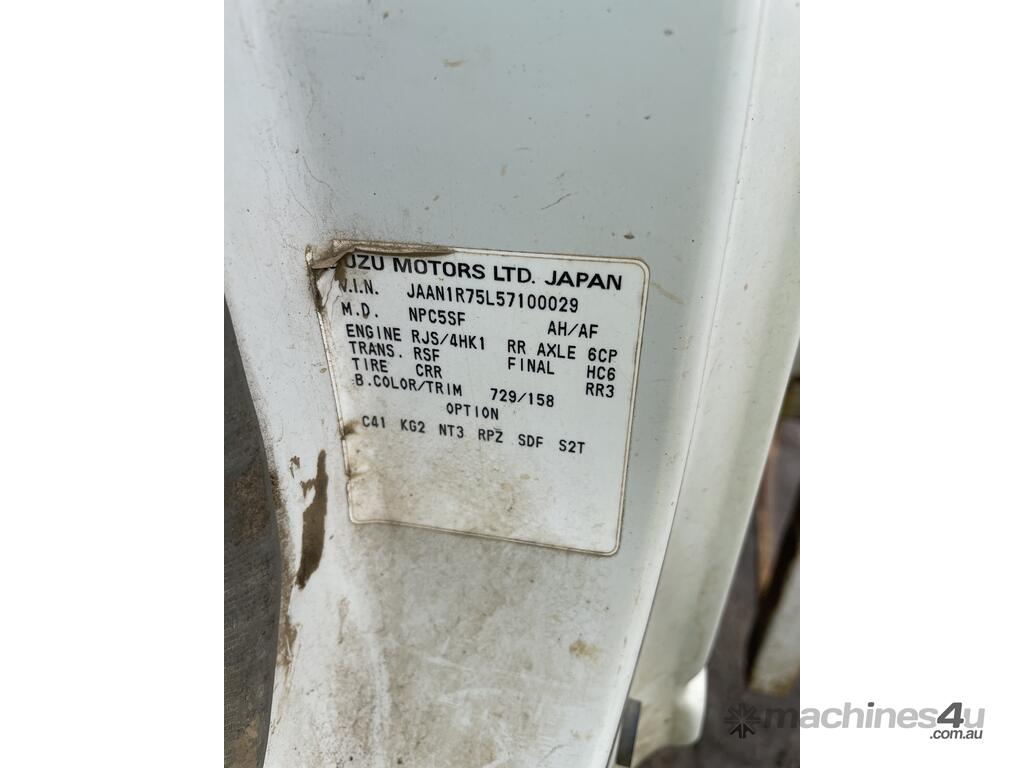 UZU MOTORS LTD. JAPAN
V.I.N. JAAN1R75L57100029
M.D. NPC5SF AH/AF
ENGINE RJS/4HK1 RR AXLE 6CP
TRANS. RSF FINAL HC6
TIRE CRR RR3
B.COLOR/TRIM 729/158
OPTION
C41 KG2 NT3 RPZ SDF S2T
machines4u
.com.au